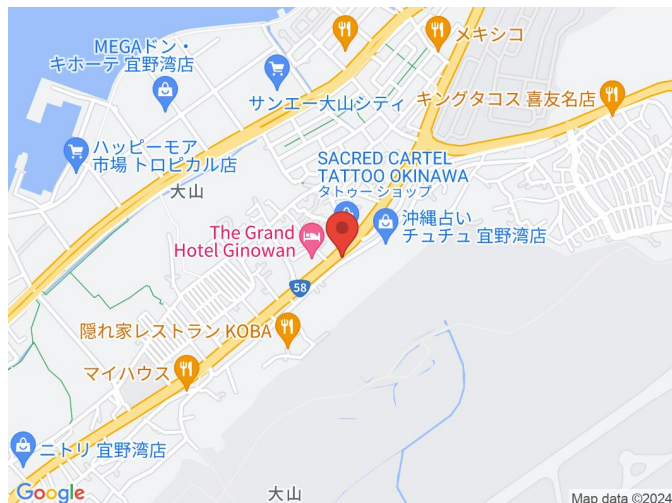 メキシコ
MEGAドン・
キホーテ 宜野湾店
サンエー大山シティ
キングタコス 喜友名店
ハッピーモア
市場 トロピカル店
SACRED CARTEL
TATTOO OKINAWA
タトゥー ショップ
大山
沖縄占い
チュチュ 宜野湾店
The Grand
Hotel Ginowan
58
隠れ家レストラン KOBA
マイハウス
ニトリ 宜野湾店
大山
Google
Map data ©2024